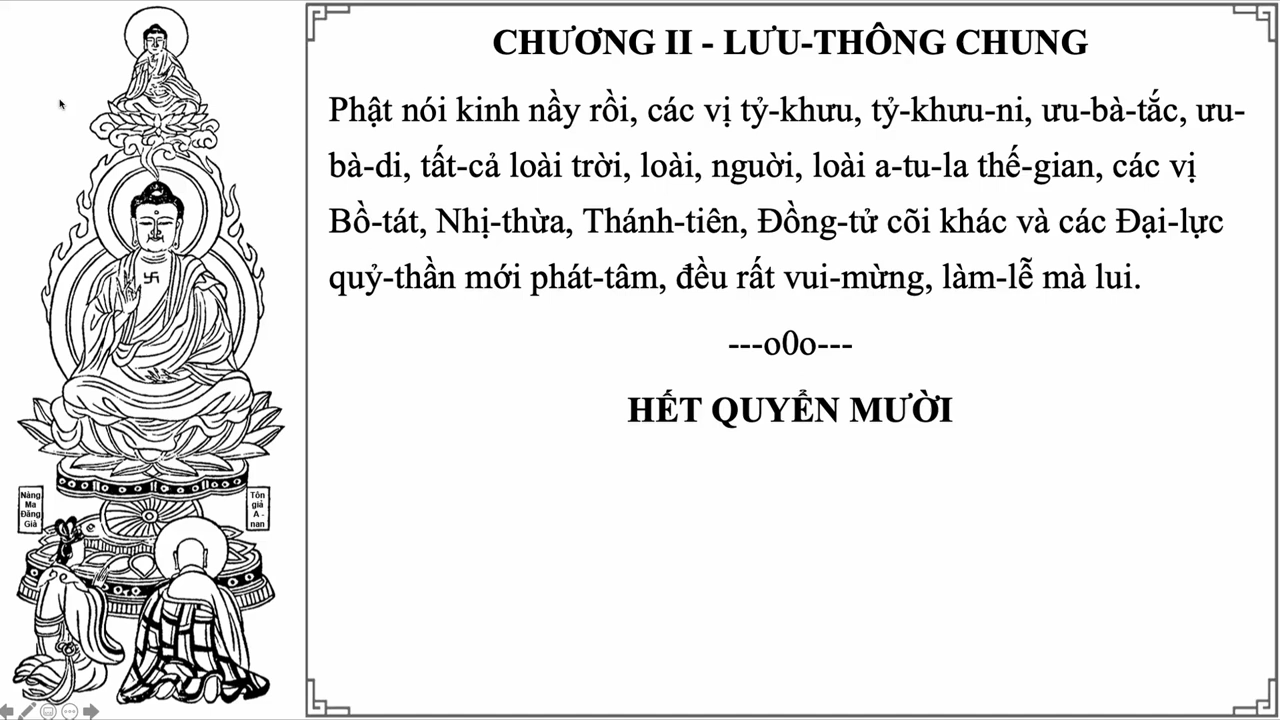 CHƯƠNG II - LƯU-THÔNG CHUNG
Phật nói kinh nầy rồi, các vị tỷ-khưu, tỷ-khưu-ni, ưu-bà-tắc, ưu-
bà-di, tất-cả loài trời, loài, nguời, loài a-tu-la thế-gian, các vị
Bồ-tát, Nhị-thừa, Thánh-tiên, Đồng-tử cõi khác và các Đại-lực
quỷ-thần mới phát-tâm, đều rất vui-mừng, làm-lễ mà lui.
---o0o---
HẾT QUYỂN MƯỜI
Nàng
Ma
Đăng
Già
Tôn
giả
A -
nan